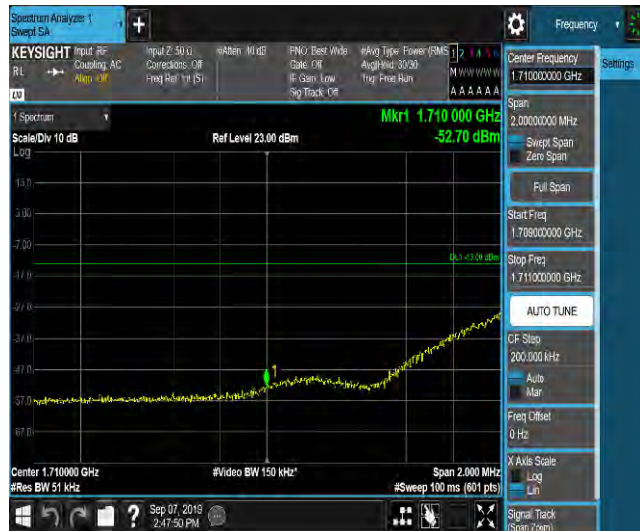 Spectrum Analyzer 1
Swept SA
+
Frequency
KEYSIGHT
Input: RF
Coupling: AC
Align: Off
Input Z: 50 Ω
Corrections: Off
Freq Ref: Int (S)
#Atten: 40 dB
PNO: Best Wide
Gate: Off
IF Gain: Low
Sig Track: Off
#Avg Type: Power (RMS
Avg|Hold: 30/30
Trig: Free Run
1 2 3 4 5 6
M W W W W W
A A A A A A
RL
LXI
Center Frequency
1.710000000 GHz
Settings
Span
2.00000000 MHz
Swept Span
Zero Span
Full Span
Start Freq
1.709000000 GHz
Stop Freq
1.711000000 GHz
AUTO TUNE
CF Step
200.000 kHz
Auto
Man
Freq Offset
0 Hz
X Axis Scale
Log
Lin
Signal Track
(Span Zoom)
1 Spectrum
Scale/Div 10 dB
Log
Ref Level 23.00 dBm
Mkr1 1.710 000 GHz
-52.70 dBm
13.0
3.00
-7.00
DL1 -13.00 dBm
-17.0
-27.0
-37.0
-47.0
1
-57.0
-67.0
Center 1.710000 GHz
#Video BW 150 kHz*
Span 2.000 MHz
#Res BW 51 kHz
#Sweep 100 ms (601 pts)
?
Sep 07, 2019
2:47:50 PM